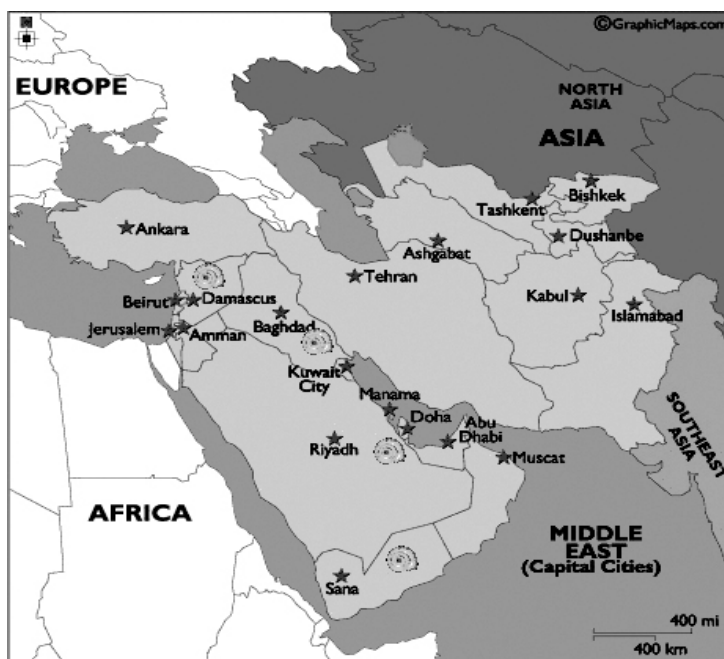 ©GraphicMaps.com
EUROPE
NORTH
ASIA
ASIA
Bishkek
Tashkent
Ankara
Dushanbe
Ashgabat
Tehran
Beirut
Damascus
Kabul
Islamabad
Jerusalem
Amman
Baghdad
Kuwait
City
Manama
Doha
Abu
Dhabi
Riyadh
Muscat
SOUTHEAST
ASIA
AFRICA
MIDDLE
EAST
(Capital Cities)
Sana
400 mi
400 km